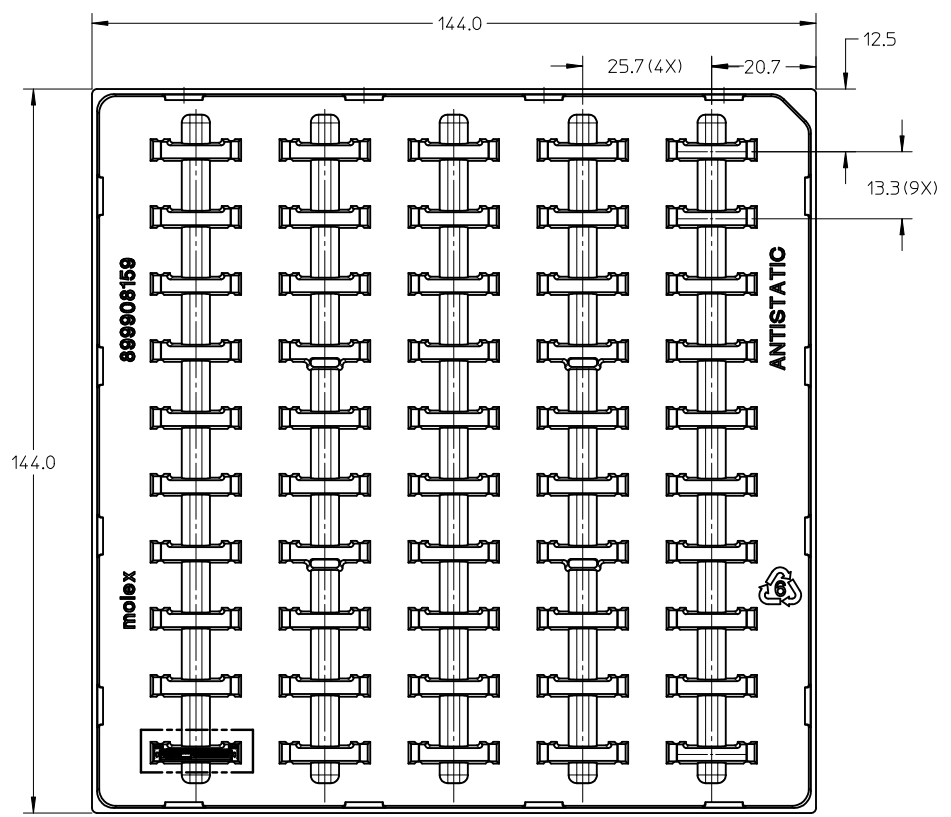 144.0
12.5
25.7 (4X)
20.7
13.3 (9X)
899908159
ANTISTATIC
144.0
molex
6